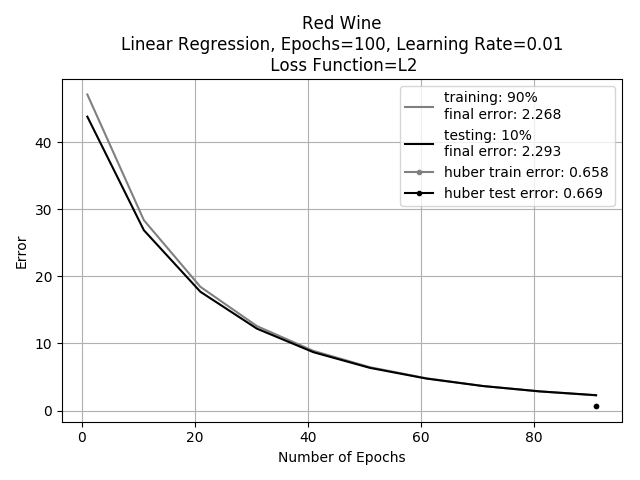 Red Wine
Linear Regression, Epochs=100, Learning Rate=0.01
Loss Function=L2
training: 90%
final error: 2.268
testing: 10%
final error: 2.293
huber train error: 0.658
huber test error: 0.669
Error
40
30
20
10
0
0 20 40 60 80
Number of Epochs